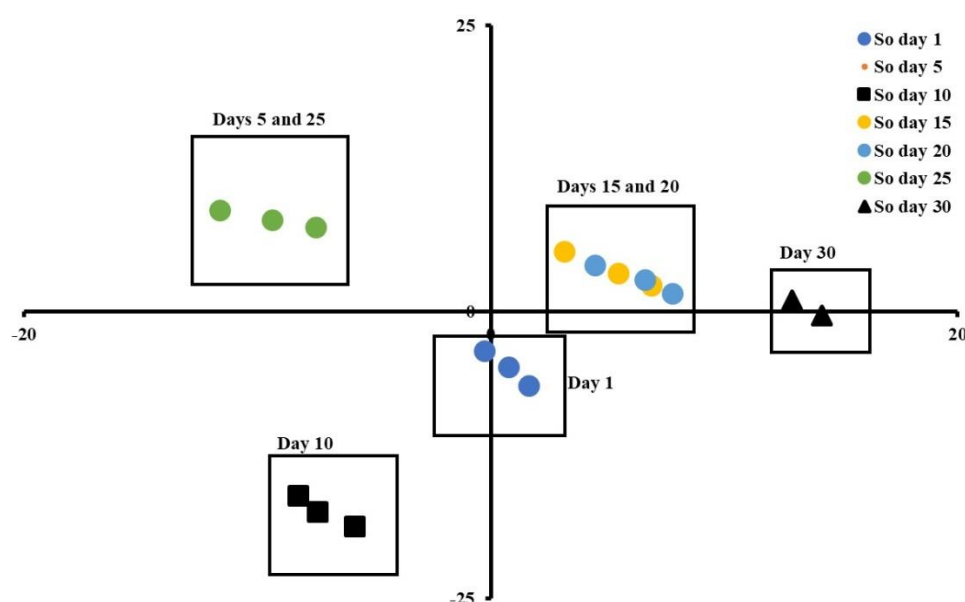 25
So day 1
So day 5
So day 10
So day 15
So day 20
So day 25
So day 30
Days 5 and 25
Days 15 and 20
Day 30
0
-20
20
0
Day 1
Day 10
-25